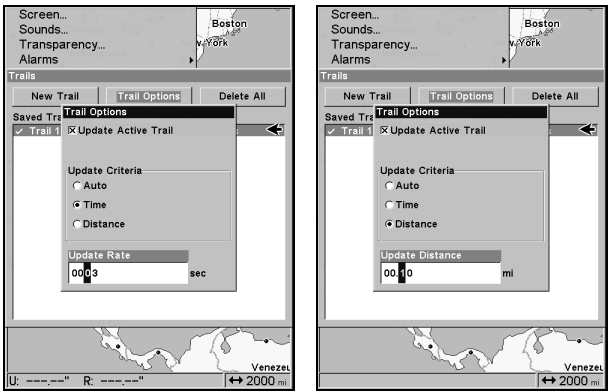 Screen...
Sounds...
Transparency...
Alarms
Boston
York
Trails
New Trail
Trail Options
Delete All
Saved Tra
Trail 1
Trail Options
Update Active Trail
Update Criteria
Auto
Time
Distance
Update Rate
0003 sec
Venezuel
U: ---.--" R: ---.--"
2000 mi
Screen...
Sounds...
Transparency...
Alarms
Boston
York
Trails
New Trail
Trail Options
Delete All
Saved Tra
Trail 1
Trail Options
Update Active Trail
Update Criteria
Auto
Time
Distance
Update Distance
00.10 mi
Venezuel
2000 mi